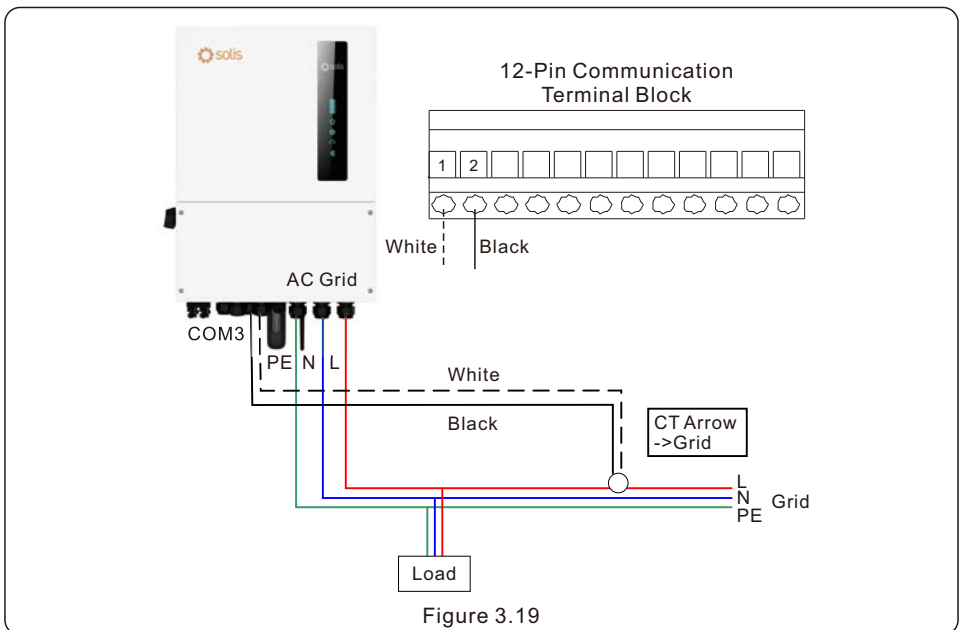 solis
solis
12-Pin Communication
Terminal Block
1 2
White
Black
AC Grid
COM3
PE N L
White
Black
CT Arrow
->Grid
L
N
PE
Grid
Load
Figure 3.19